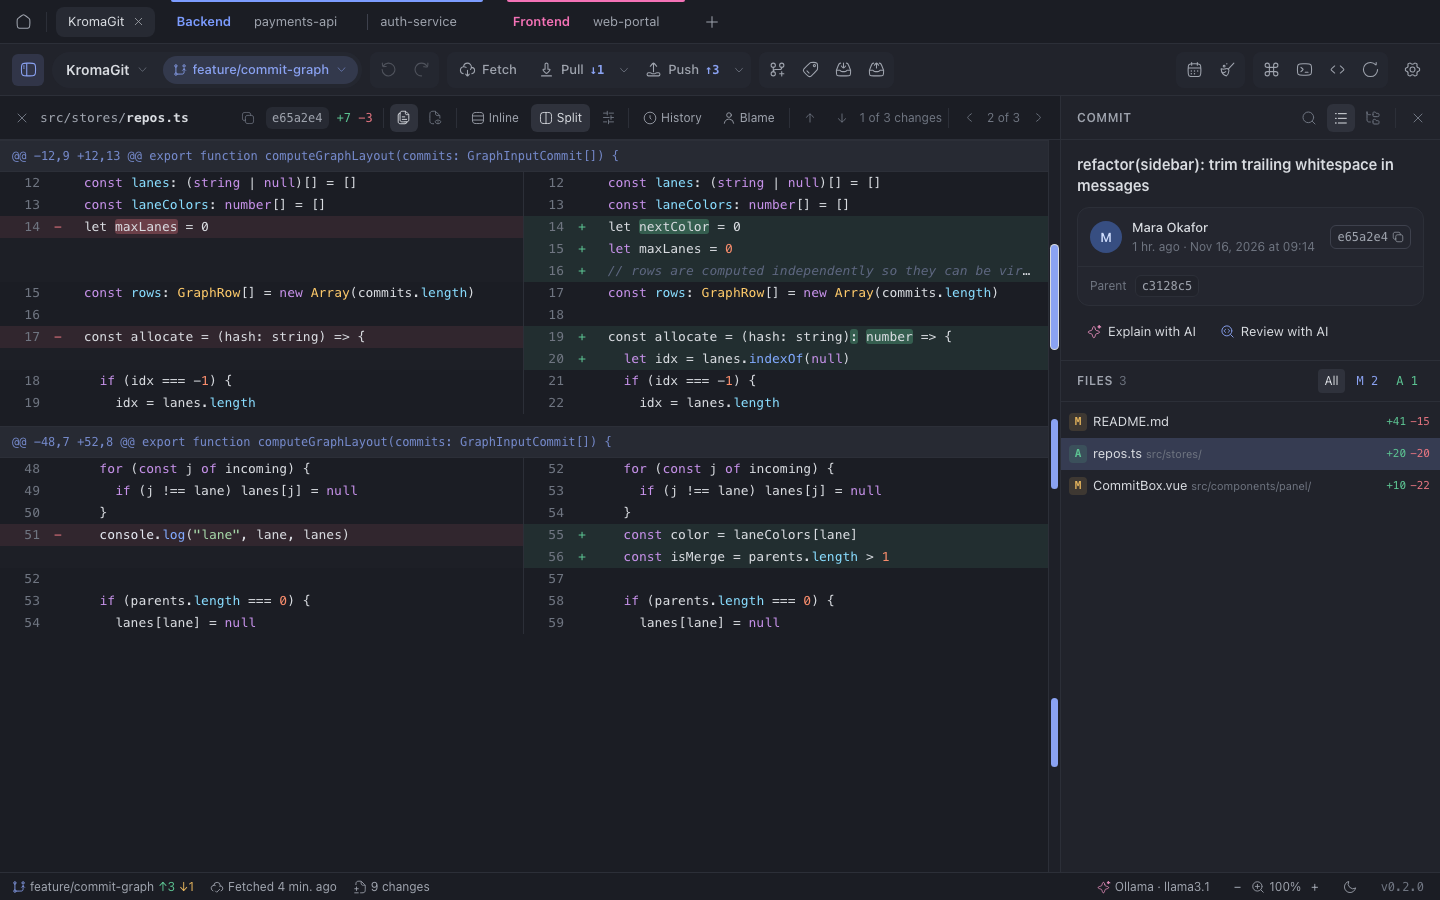 KromaGit Backend payments-api auth-service Frontend web-portal
KromaGit feature/commit-graph Fetch Pull ↓1 Push ↑3
src/stores/repos.ts e65a2e4 +7 −3 Inline Split History Blame 1 of 3 changes 2 of 3
@@ −12,9 +12,13 @@ export function computeGraphLayout(commits: GraphInputCommit[]) {
12 const lanes: (string | null)[] = [] 12 const lanes: (string | null)[] = []
13 const laneColors: number[] = [] 13 const laneColors: number[] = []
14 − let maxLanes = 0 14 + let nextColor = 0
15 + let maxLanes = 0
16 + // rows are computed independently so they can be vir…
15 const rows: GraphRow[] = new Array(commits.length) 17 const rows: GraphRow[] = new Array(commits.length)
16 18
17 − const allocate = (hash: string) => { 19 + const allocate = (hash: string): number => {
20 + let idx = lanes.indexOf(null)
18 if (idx === −1) { 21 if (idx === −1) {
19 idx = lanes.length 22 idx = lanes.length
@@ −48,7 +52,8 @@ export function computeGraphLayout(commits: GraphInputCommit[]) {
48 for (const j of incoming) { 52 for (const j of incoming) {
49 if (j !== lane) lanes[j] = null 53 if (j !== lane) lanes[j] = null
50 } 54 }
51 − console.log("lane", lane, lanes) 55 + const color = laneColors[lane]
56 + const isMerge = parents.length > 1
52 57
53 if (parents.length === 0) { 58 if (parents.length === 0) {
54 lanes[lane] = null 59 lanes[lane] = null
COMMIT
refactor(sidebar): trim trailing whitespace in
messages
M Mara Okafor
1 hr. ago · Nov 16, 2026 at 09:14 e65a2e4
Parent c3128c5
Explain with AI Review with AI
FILES 3 All M 2 A 1
M README.md +41 −15
A repos.ts src/stores/ +20 −20
M CommitBox.vue src/components/panel/ +10 −22
feature/commit-graph ↑3 ↓1 Fetched 4 min. ago 9 changes Ollama · llama3.1 − 100% + v0.2.0